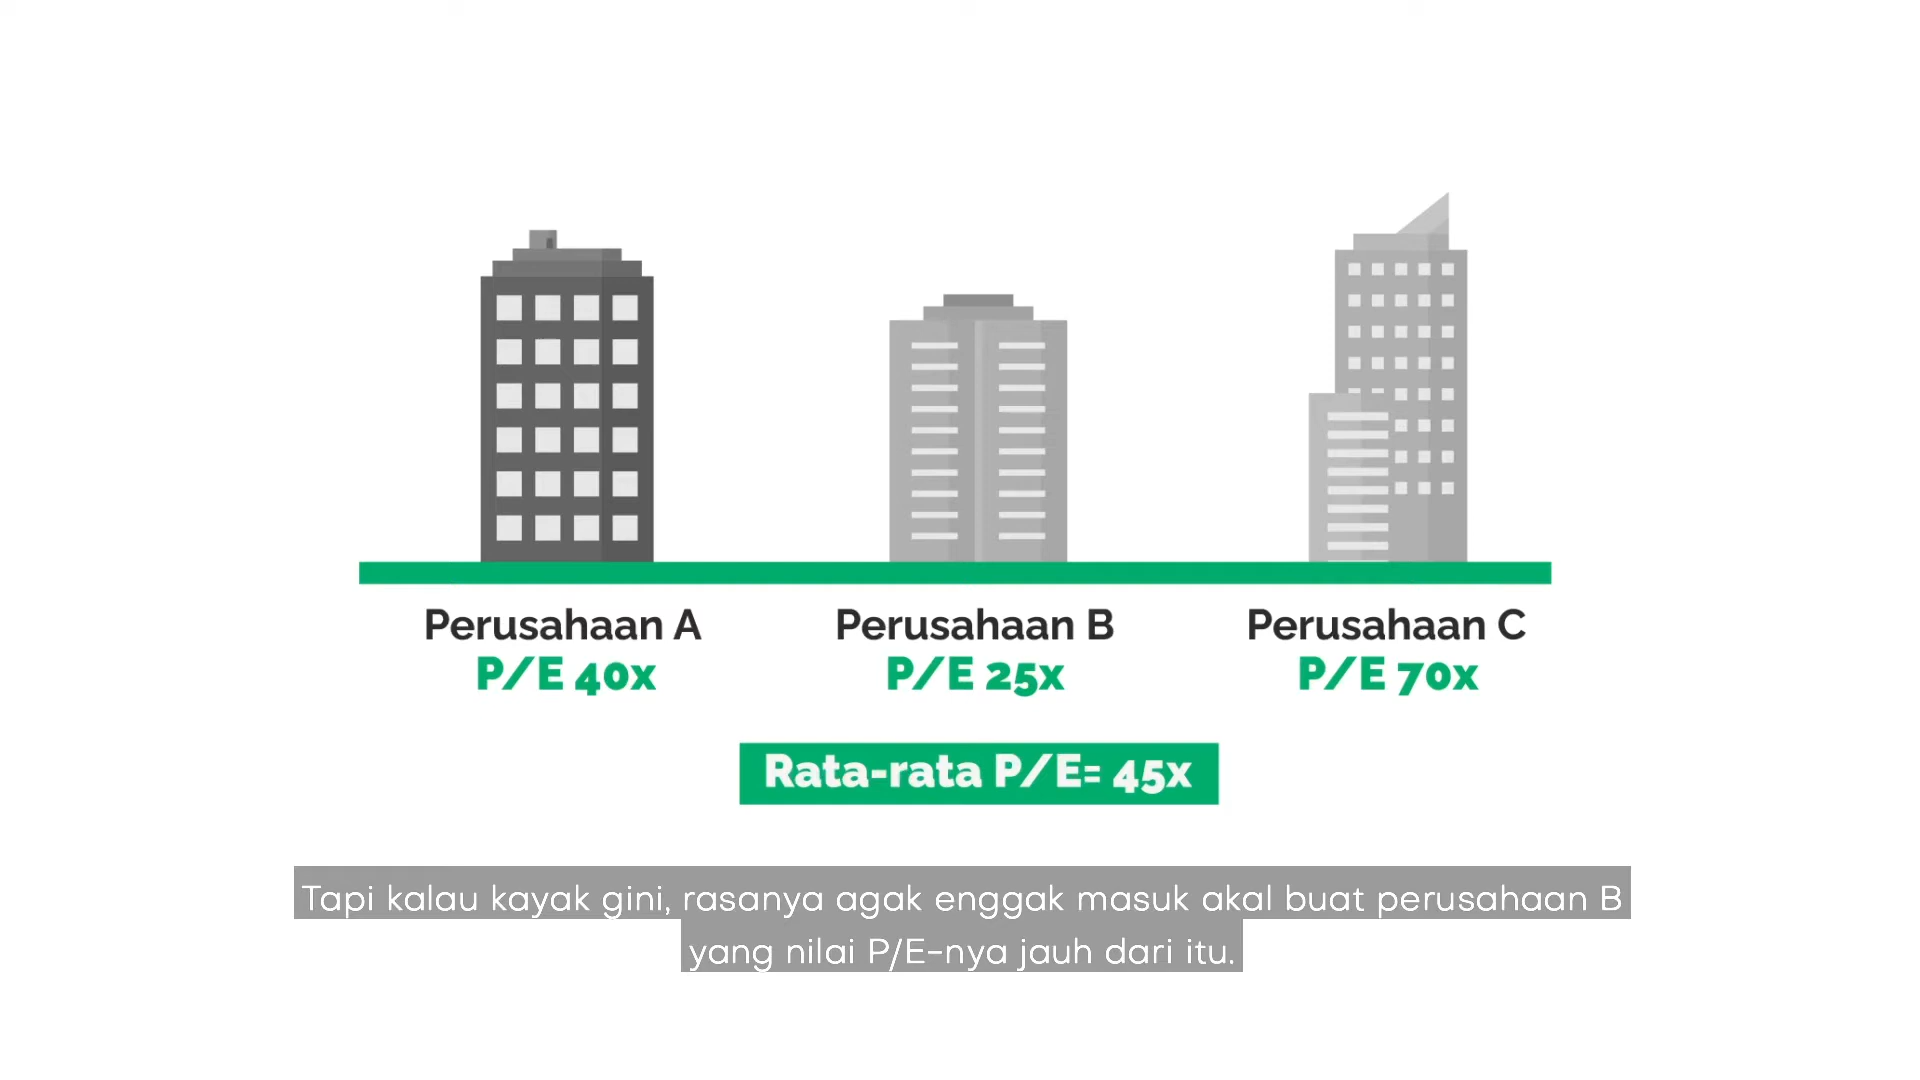 Perusahaan A
P/E 40x
Perusahaan B
P/E 25x
Perusahaan C
P/E 70x
Rata-rata P/E= 45x
Tapi kalau kayak gini, rasanya agak enggak masuk akal buat perusahaan B
yang nilai P/E-nya jauh dari itu.